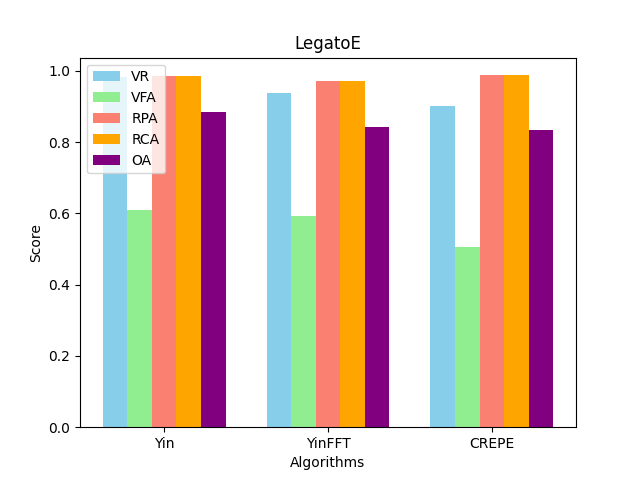 LegatoE
1.0
0.8
0.6
0.4
0.2
0.0
Score
VR
VFA
RPA
RCA
OA
Yin
YinFFT
CREPE
Algorithms